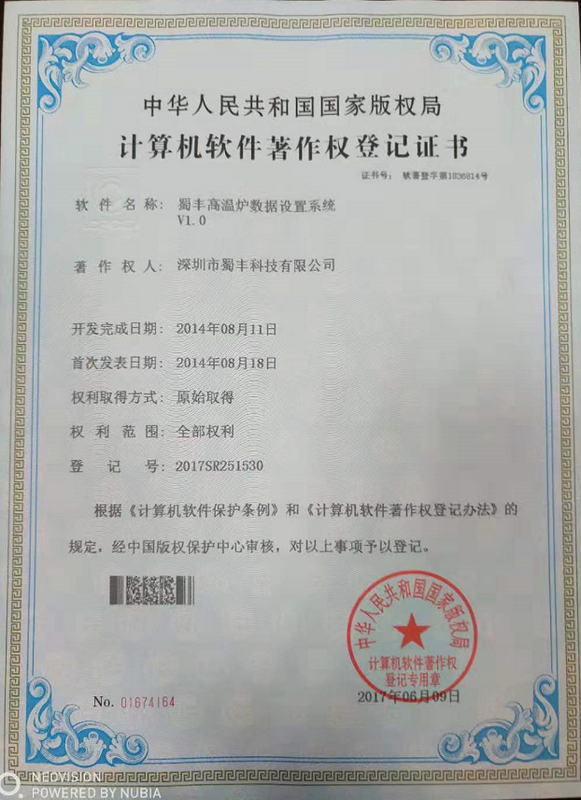 中华人民共和国国家版权局
计算机软件著作权登记证书
证书号： 软著登字第1836814号
软件名称： 蜀丰高温炉数据设置系统
V1.0
著作权人： 深圳市蜀丰科技有限公司
开发完成日期： 2014年08月11日
首次发表日期： 2014年08月18日
权利取得方式： 原始取得
权利范围： 全部权利
登记号： 2017SR251530
根据《计算机软件保护条例》和《计算机软件著作权登记办法》的
规定，经中国版权保护中心审核，对以上事项予以登记。
中华人民共和国国家版权局
计算机软件著作权
登记专用章
2017年06月09日
No. 01674164
NEOVISION
POWERED BY NUBIA